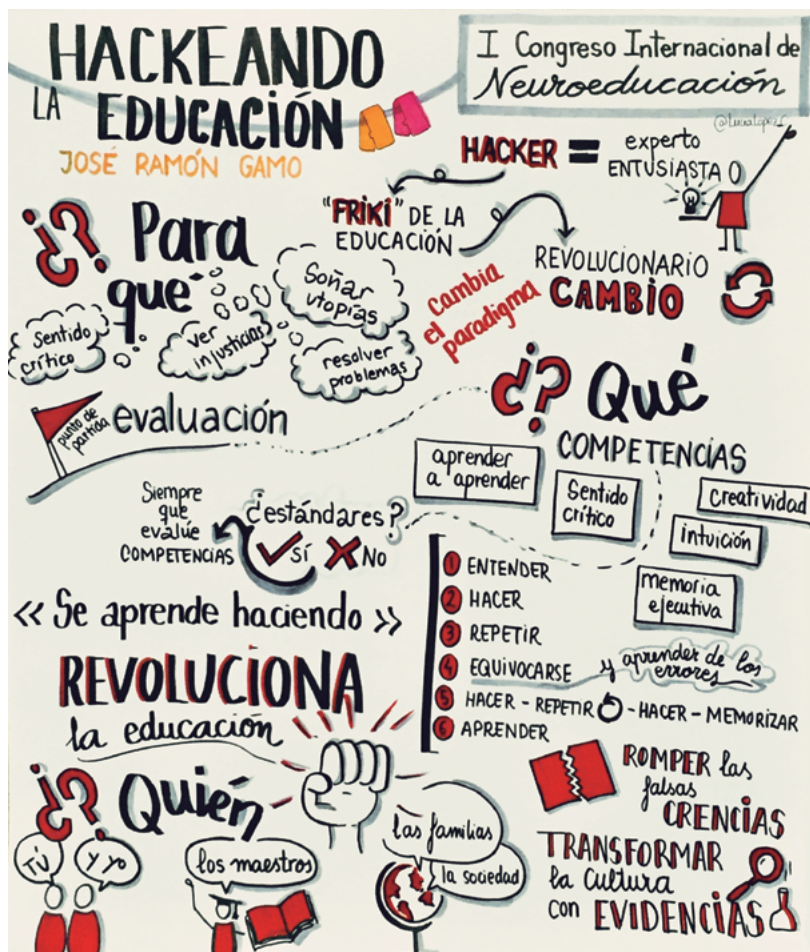 HACKEANDO
LA EDUCACIÓN
JOSÉ RAMÓN GAMO
I Congreso Internacional de
Neuroeducación
@LuciaLopez_C
HACKER = experto
ENTUSIASTA
"FRIKI" DE LA
EDUCACIÓN
REVOLUCIONARIO
CAMBIO
cambia
el
paradigma
¿? Para
qué
Soñar
utopías
Sentido
crítico
ver
injusticias
resolver
problemas
punto de
partida
evaluación
¿? Qué
COMPETENCIAS
aprender
a aprender
Sentido
crítico
Creatividad
intuición
memoria
ejecutiva
Siempre
que
evalúe
COMPETENCIAS
¿estándares?
SÍ NO
« Se aprende haciendo »
1 ENTENDER
2 HACER
3 REPETIR
4 EQUIVOCARSE y aprender de los
errores
5 HACER - REPETIR - HACER - MEMORIZAR
6 APRENDER
REVOLUCIONA
la educación
¿? Quién
Tú
y yo
los maestros
las familias
la sociedad
ROMPER las
falsas
CRENCIAS
TRANSFORMAR
la cultura
con EVIDENCIAS